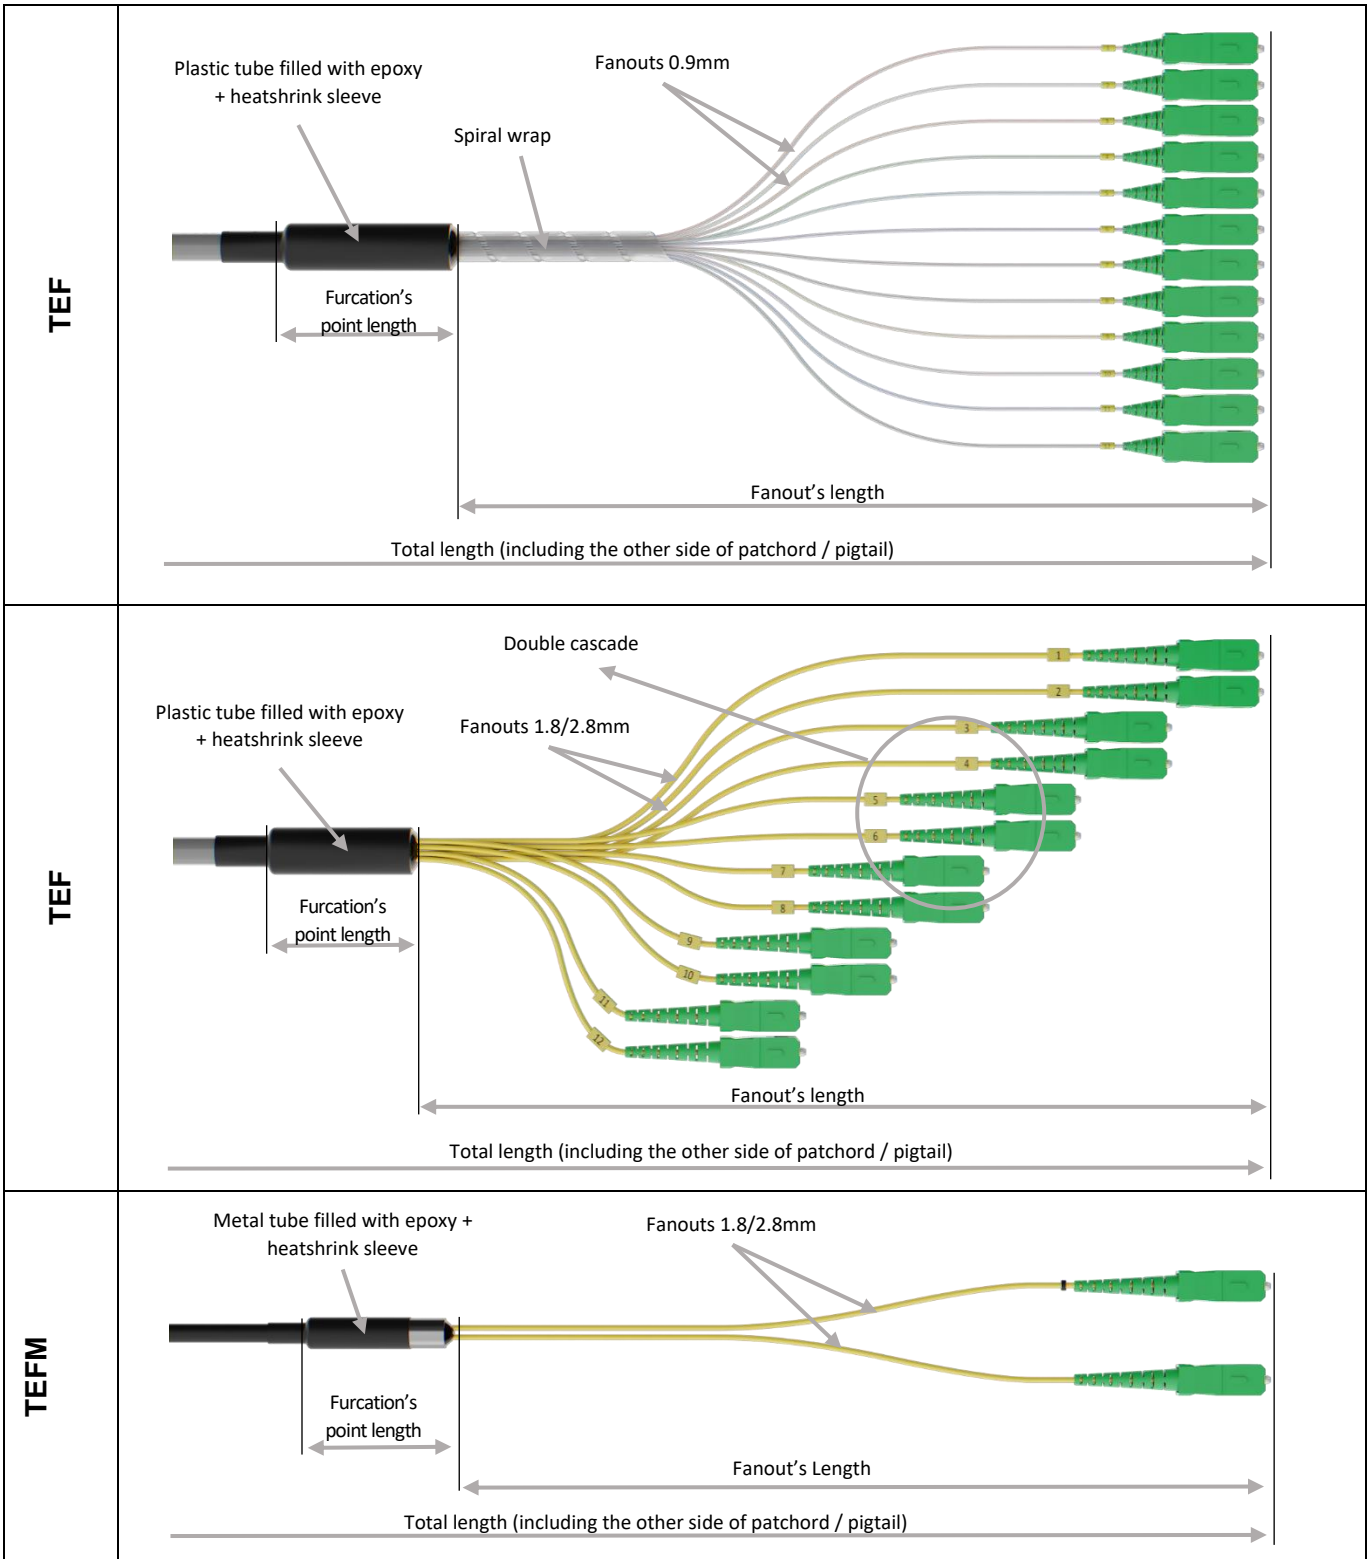 TEF
Plastic tube filled with epoxy
+ heatshrink sleeve
Spiral wrap
Fanouts 0.9mm
Furcation's
point length
Fanout's length
Total length (including the other side of patchord / pigtail)
TEF
Double cascade
Plastic tube filled with epoxy
+ heatshrink sleeve
Fanouts 1.8/2.8mm
1
2
3
4
5
6
7
8
9
10
11
12
Furcation's
point length
Fanout's length
Total length (including the other side of patchord / pigtail)
TEFM
Metal tube filled with epoxy +
heatshrink sleeve
Fanouts 1.8/2.8mm
Furcation's
point length
Fanout's Length
Total length (including the other side of patchord / pigtail)